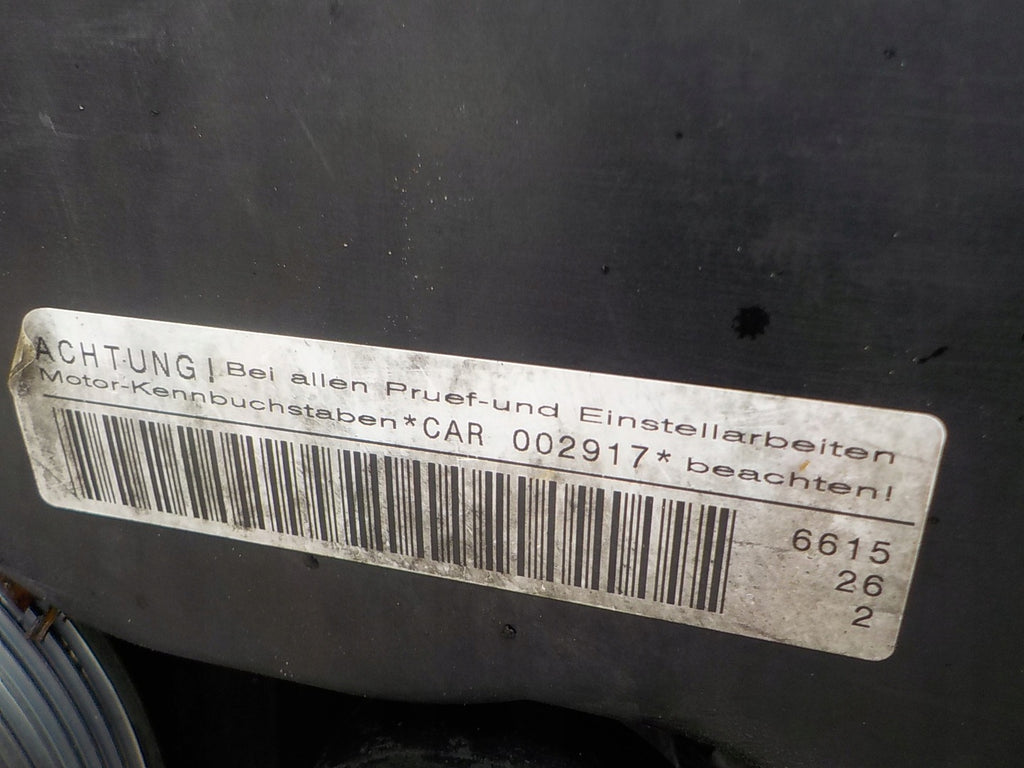 ACHTUNG! Bei allen Pruef-und Einstellarbeiten
Motor-Kennbuchstaben*CAR 002917* beachten!
6615
26
2